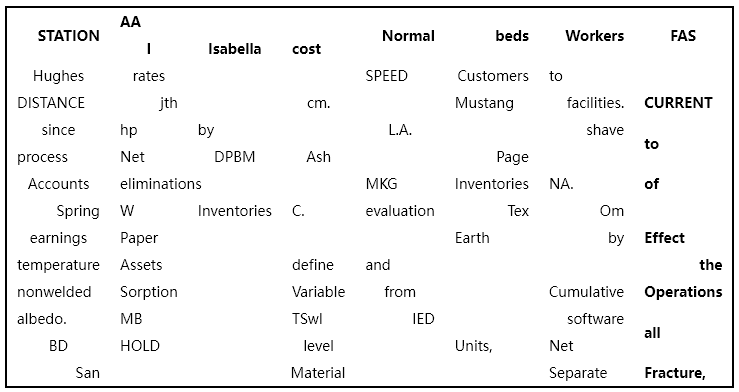 STATION AA Normal beds Workers FAS
I Isabella cost
Hughes rates SPEED Customers to
DISTANCE jth cm. Mustang facilities. CURRENT
since hp by L.A. shave
to
process Net DPBM Ash Page
Accounts eliminations MKG Inventories NA. of
Spring W Inventories C. evaluation Tex Om
earnings Paper Earth by Effect
temperature Assets define and the
nonwelded Sorption Variable from Cumulative Operations
albedo. MB TSwl IED software
all
BD HOLD level Units, Net
San Material Separate Fracture,